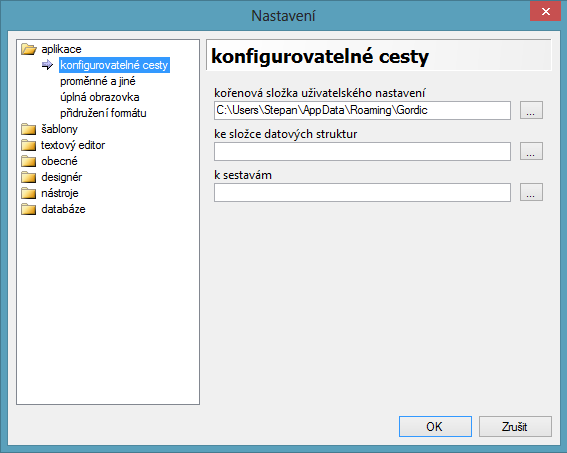 Nastavení
aplikace
konfigurovatelné cesty
proměnné a jiné
úplná obrazovka
přidružení formátu
šablony
textový editor
obecné
designér
nástroje
databáze
konfigurovatelné cesty
kořenová složka uživatelského nastavení
C:\Users\Stepan\AppData\Roaming\Gordic
...
ke složce datových struktur
...
k sestavám
...
OK
Zrušit